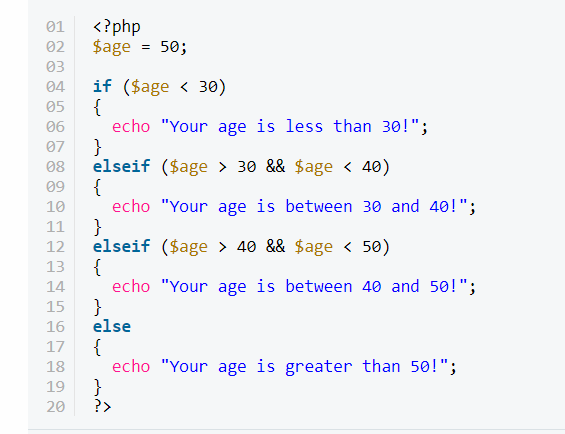 01 <?php
02 $age = 50;
03
04 if ($age < 30)
05 {
06   echo "Your age is less than 30!";
07 }
08 elseif ($age > 30 && $age < 40)
09 {
10   echo "Your age is between 30 and 40!";
11 }
12 elseif ($age > 40 && $age < 50)
13 {
14   echo "Your age is between 40 and 50!";
15 }
16 else
17 {
18   echo "Your age is greater than 50!";
19 }
20 ?>